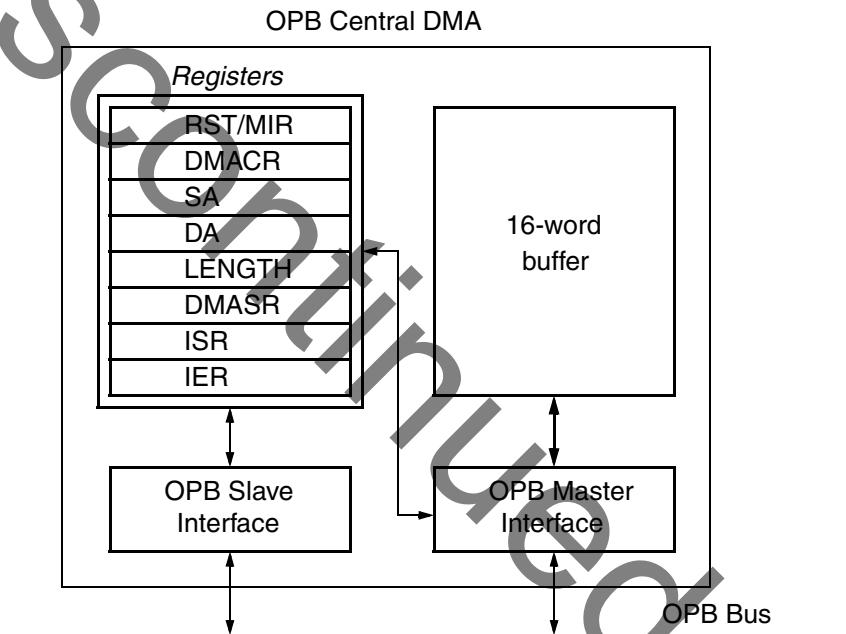 OPB Central DMA
Registers
RST/MIR
DMACR
SA
DA
LENGTH
DMASR
ISR
IER
16-word
buffer
OPB Slave
Interface
OPB Master
Interface
OPB Bus
scontinued